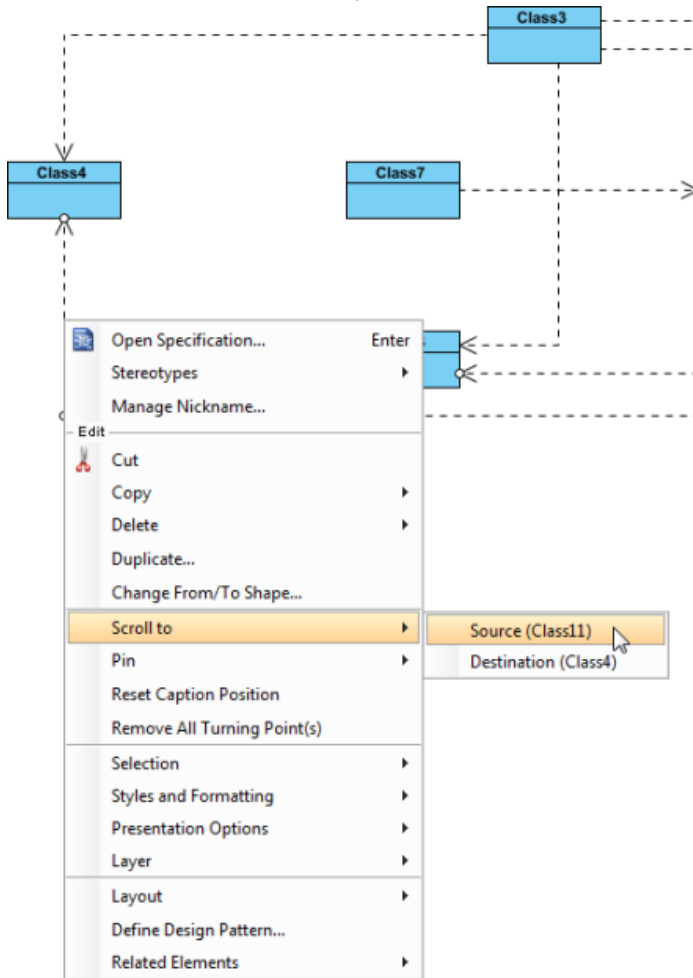 Class3
Class4
Class7
Open Specification... Enter
Stereotypes
Manage Nickname...
Edit
Cut
Copy
Delete
Duplicate...
Change From/To Shape...
Scroll to
Source (Class11)
Pin
Destination (Class4)
Reset Caption Position
Remove All Turning Point(s)
Selection
Styles and Formatting
Presentation Options
Layer
Layout
Define Design Pattern...
Related Elements